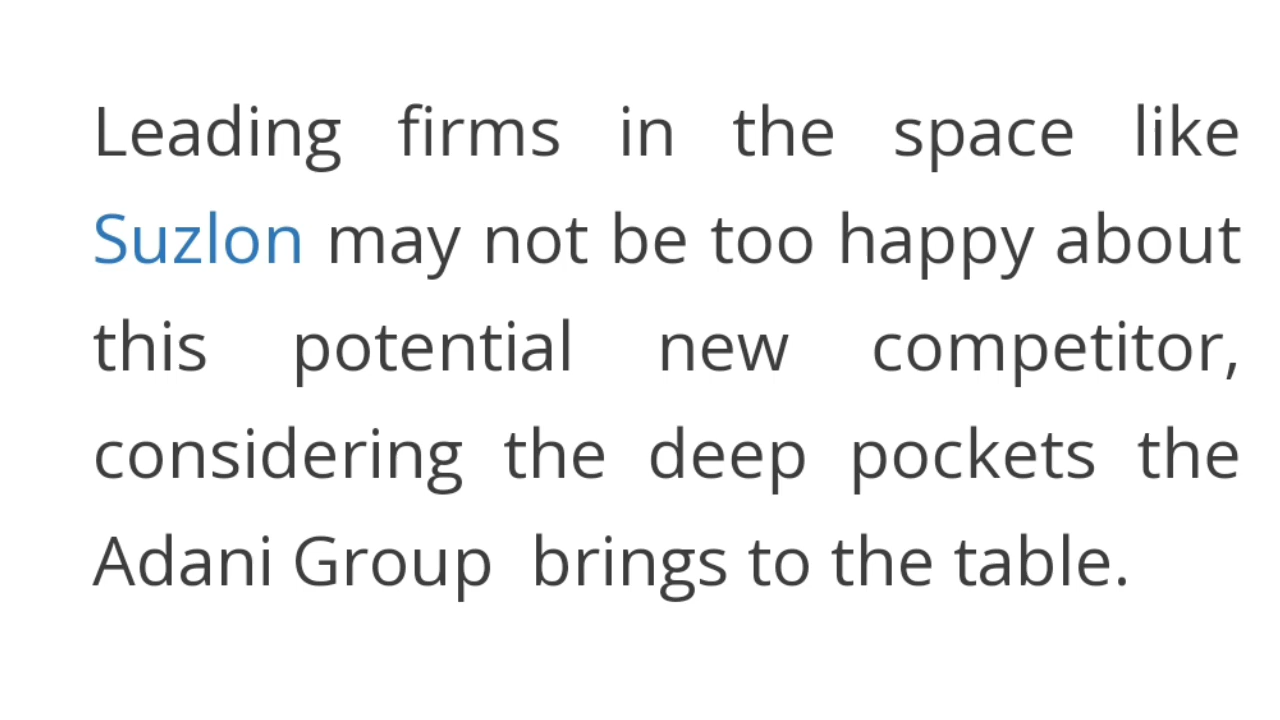 Leading firms in the space like
Suzlon may not be too happy about
this potential new competitor,
considering the deep pockets the
Adani Group  brings to the table.